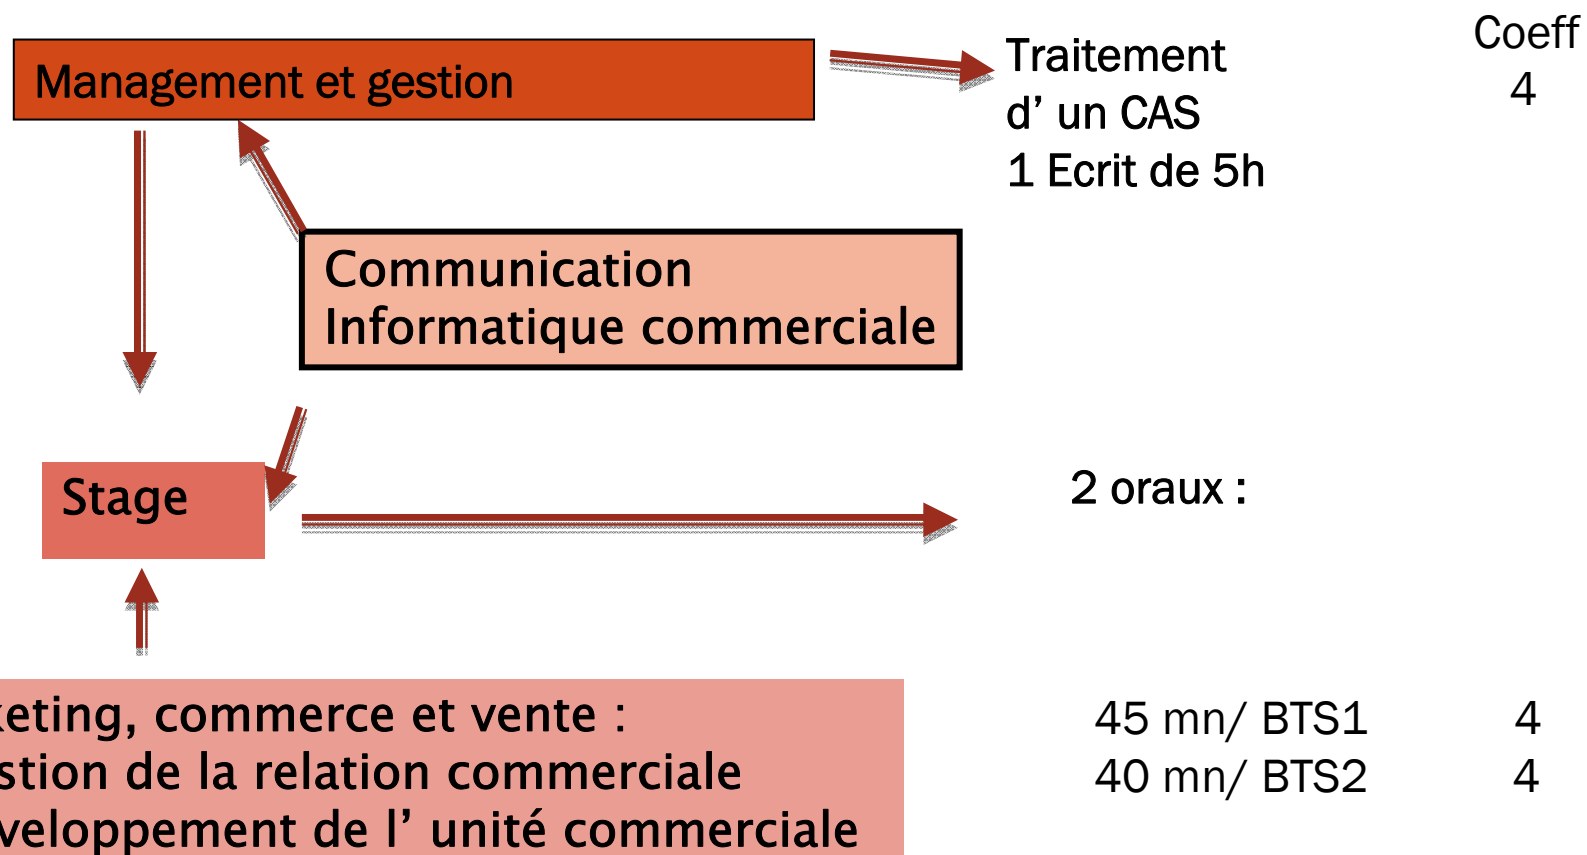 Coeff
Management et gestion
Traitement
d’ un CAS
1 Ecrit de 5h
4
Communication
Informatique commerciale
Stage
2 oraux :
keting, commerce et vente :
stion de la relation commerciale
veloppement de l’ unité commerciale
45 mn/ BTS1 4
40 mn/ BTS2 4